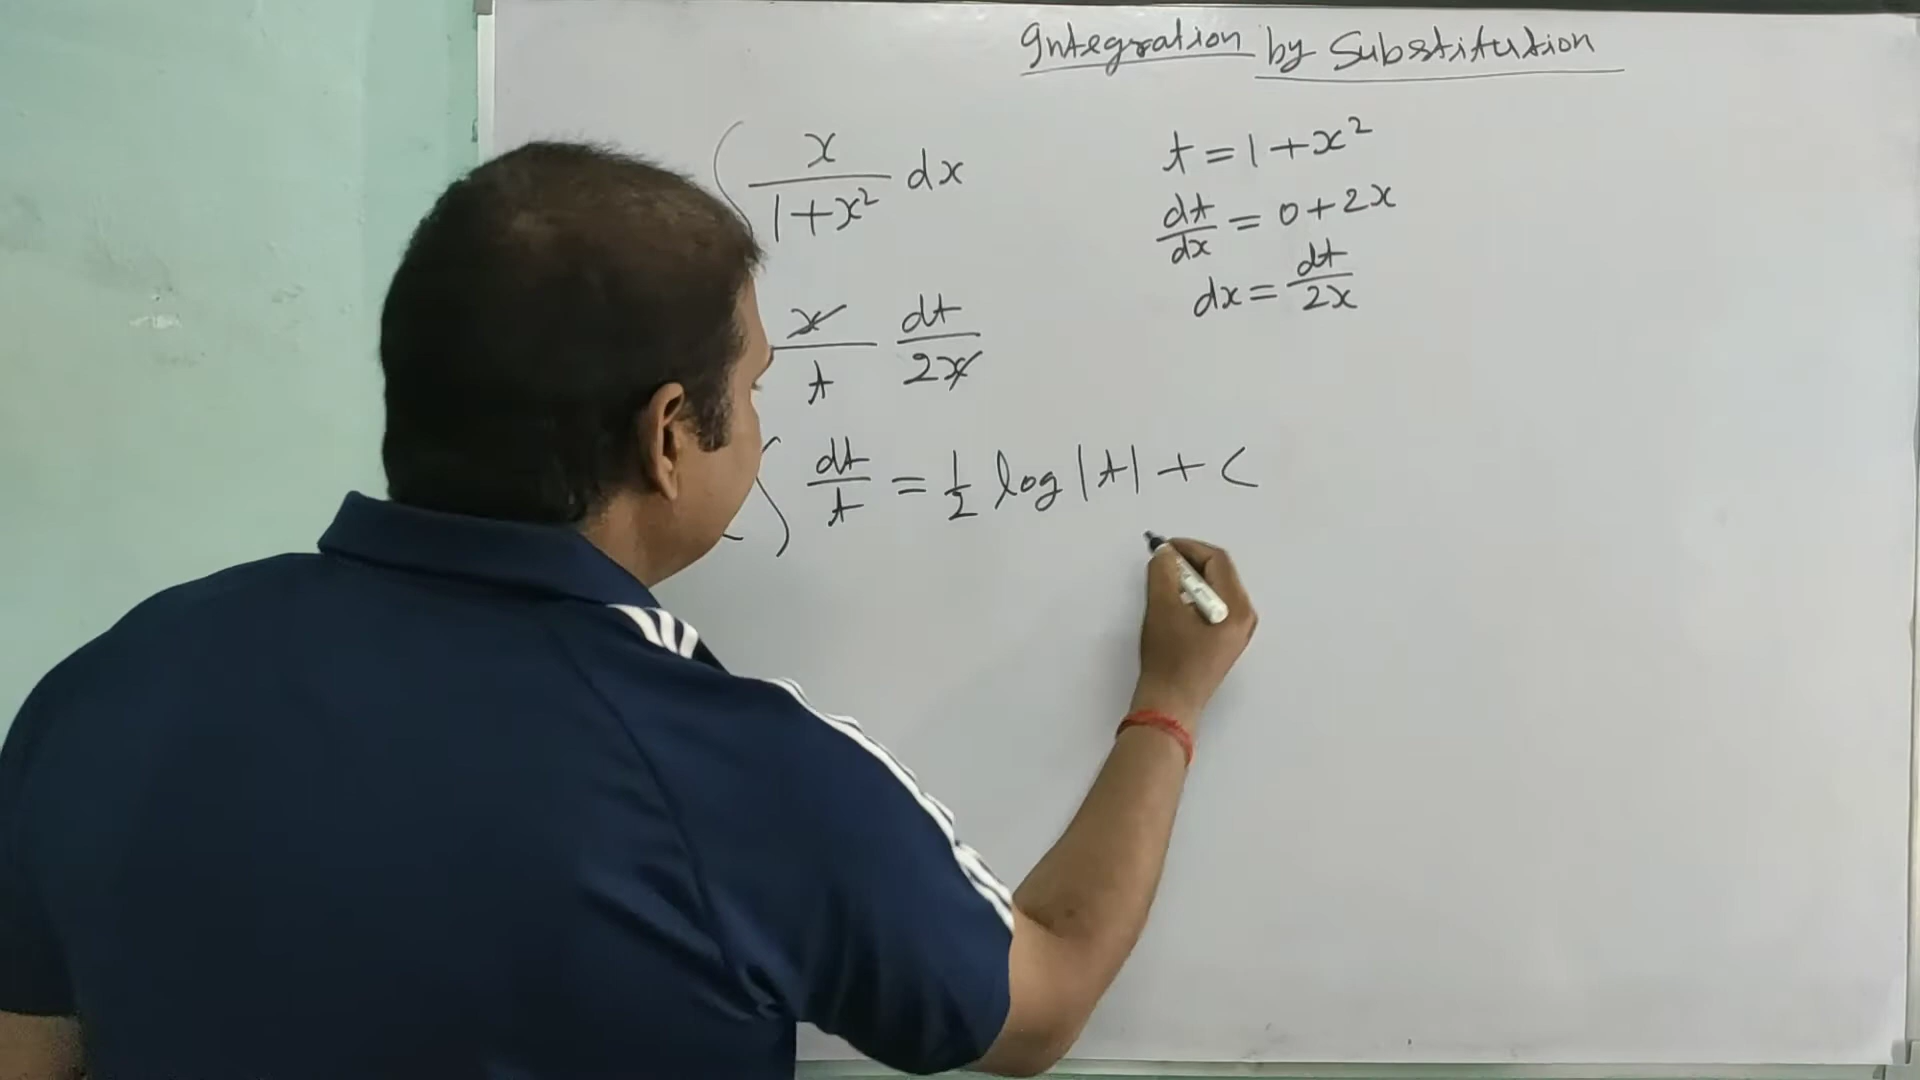 Integration by Substitution
∫ x/(1+x²) dx
t = 1 + x²
dt/dx = 0 + 2x
dx = dt/2x
x/t dt/2x
∫ dt/t = 1/2 log |t| + C